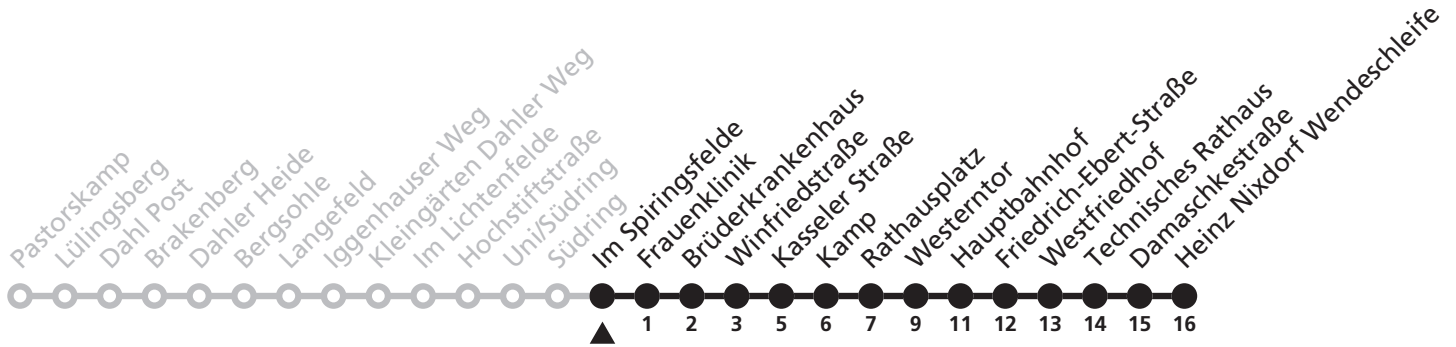 Pastorskamp
Lülingsberg
Dahl Post
Brakenberg
Dahler Heide
Bergsohle
Langefeld
Iggenhauser Weg
Kleingärten Dahler Weg
Im Lichtenfelde
Hochstiftstraße
Uni/Südring
Südring
Im Spiringsfelde
Frauenklinik
Brüderkrankenhaus
Winfriedstraße
Kasseler Straße
Kamp
Rathausplatz
Westerntor
Hauptbahnhof
Friedrich-Ebert-Straße
Westfriedhof
Technisches Rathaus
Damaschkestraße
Heinz Nixdorf Wendeschleife
1 2 3 5 6 7 9 11 12 13 14 15 16